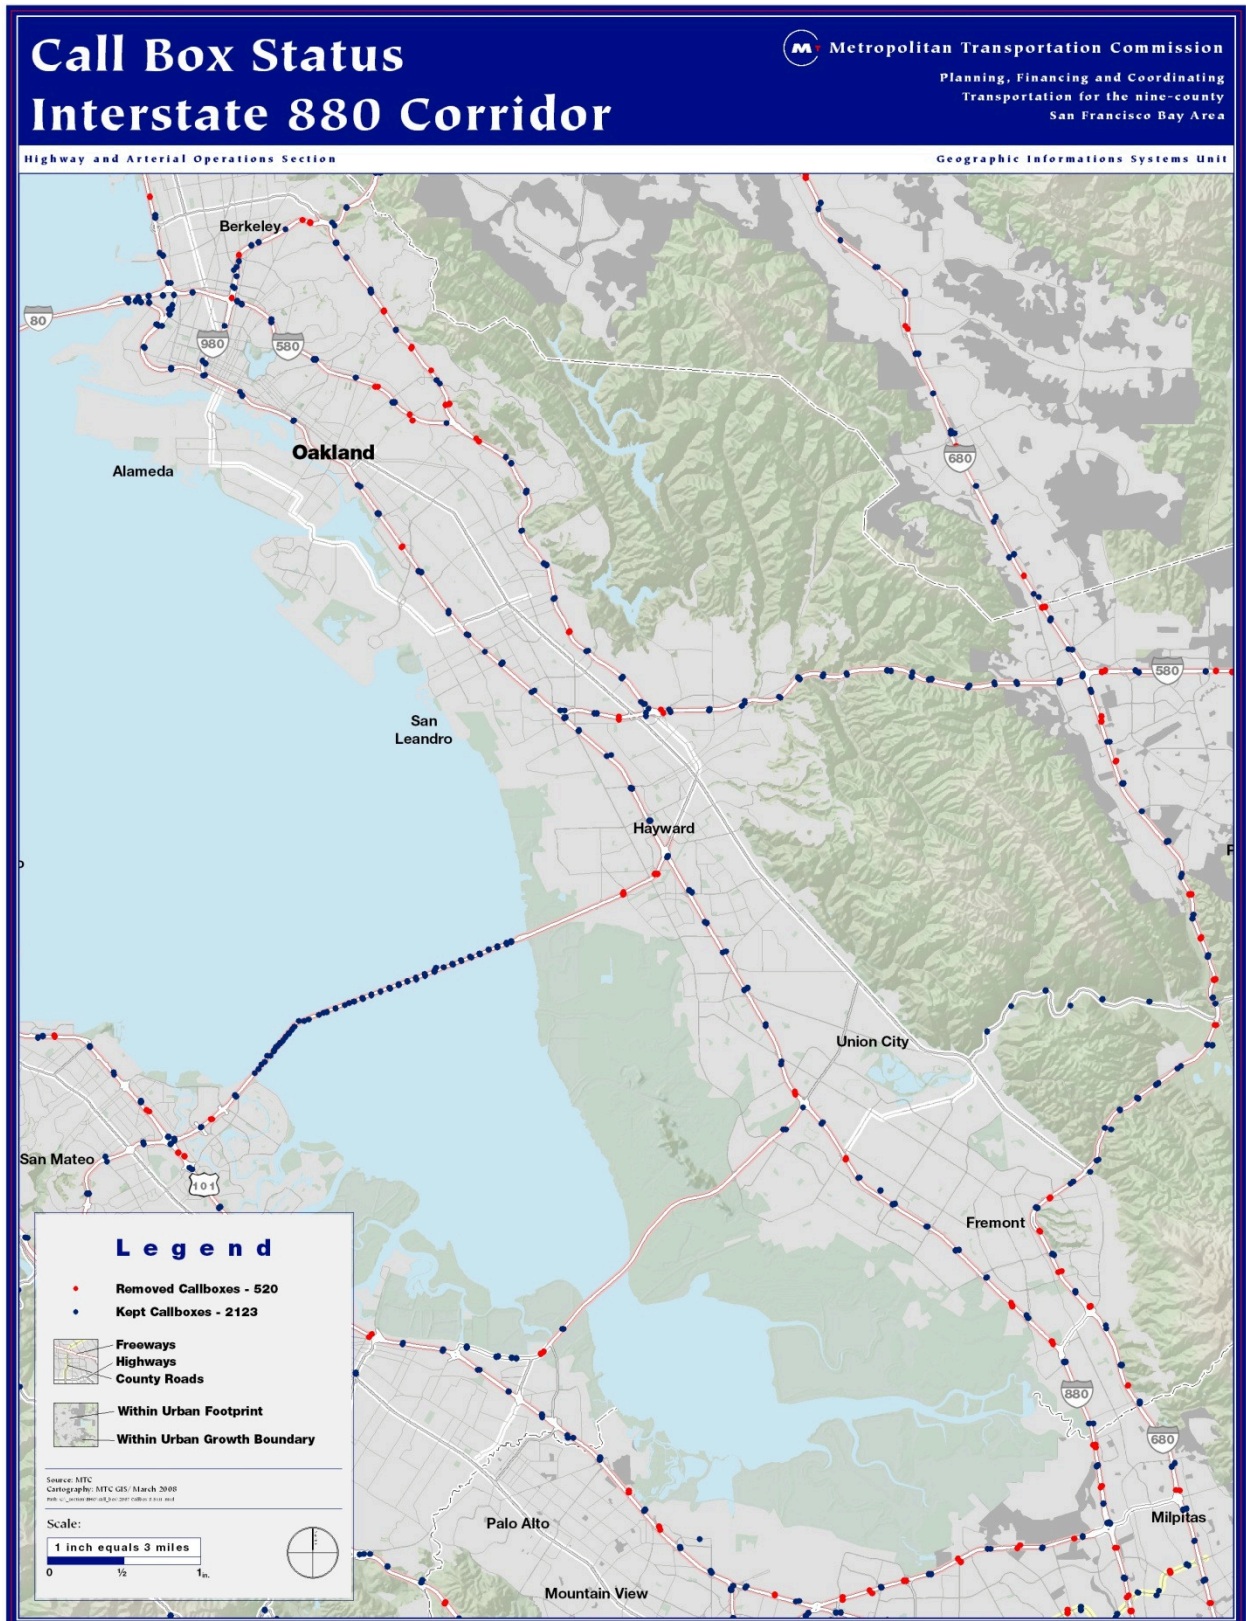 Call Box Status
Interstate 880 Corridor
M Metropolitan Transportation Commission
Planning, Financing and Coordinating
Transportation for the nine-county
San Francisco Bay Area
Highway and Arterial Operations Section
Geographic Informations Systems Unit
Berkeley
80
980
580
Oakland
Alameda
680
580
San
Leandro
Hayward
Union City
San Mateo
101
Fremont
880
680
Milpitas
Palo Alto
Mountain View
Legend
Removed Callboxes - 520
Kept Callboxes - 2123
Freeways
Highways
County Roads
Within Urban Footprint
Within Urban Growth Boundary
Source: MTC
Cartography: MTC GIS/ March 2008
Scale:
1 inch equals 3 miles
0 ½ 1in.